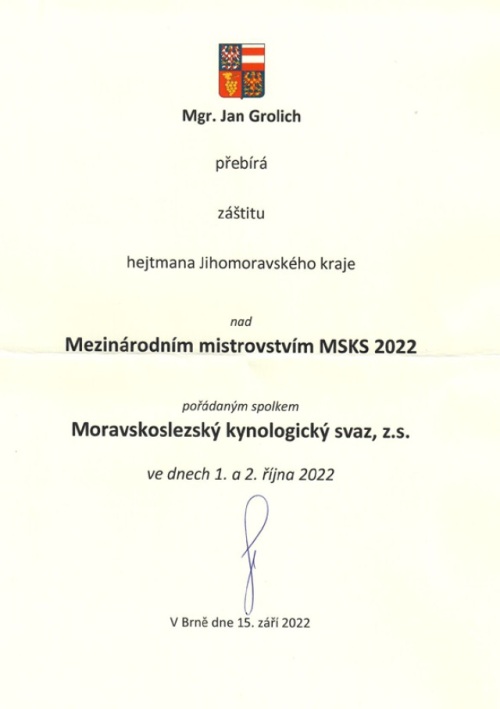 Mgr. Jan Grolich
přebírá
záštitu
hejtmana Jihomoravského kraje
nad
Mezinárodním mistrovstvím MSKS 2022
pořádaným spolkem
Moravskoslezský kynologický svaz, z.s.
ve dnech 1. a 2. října 2022
V Brně dne 15. září 2022